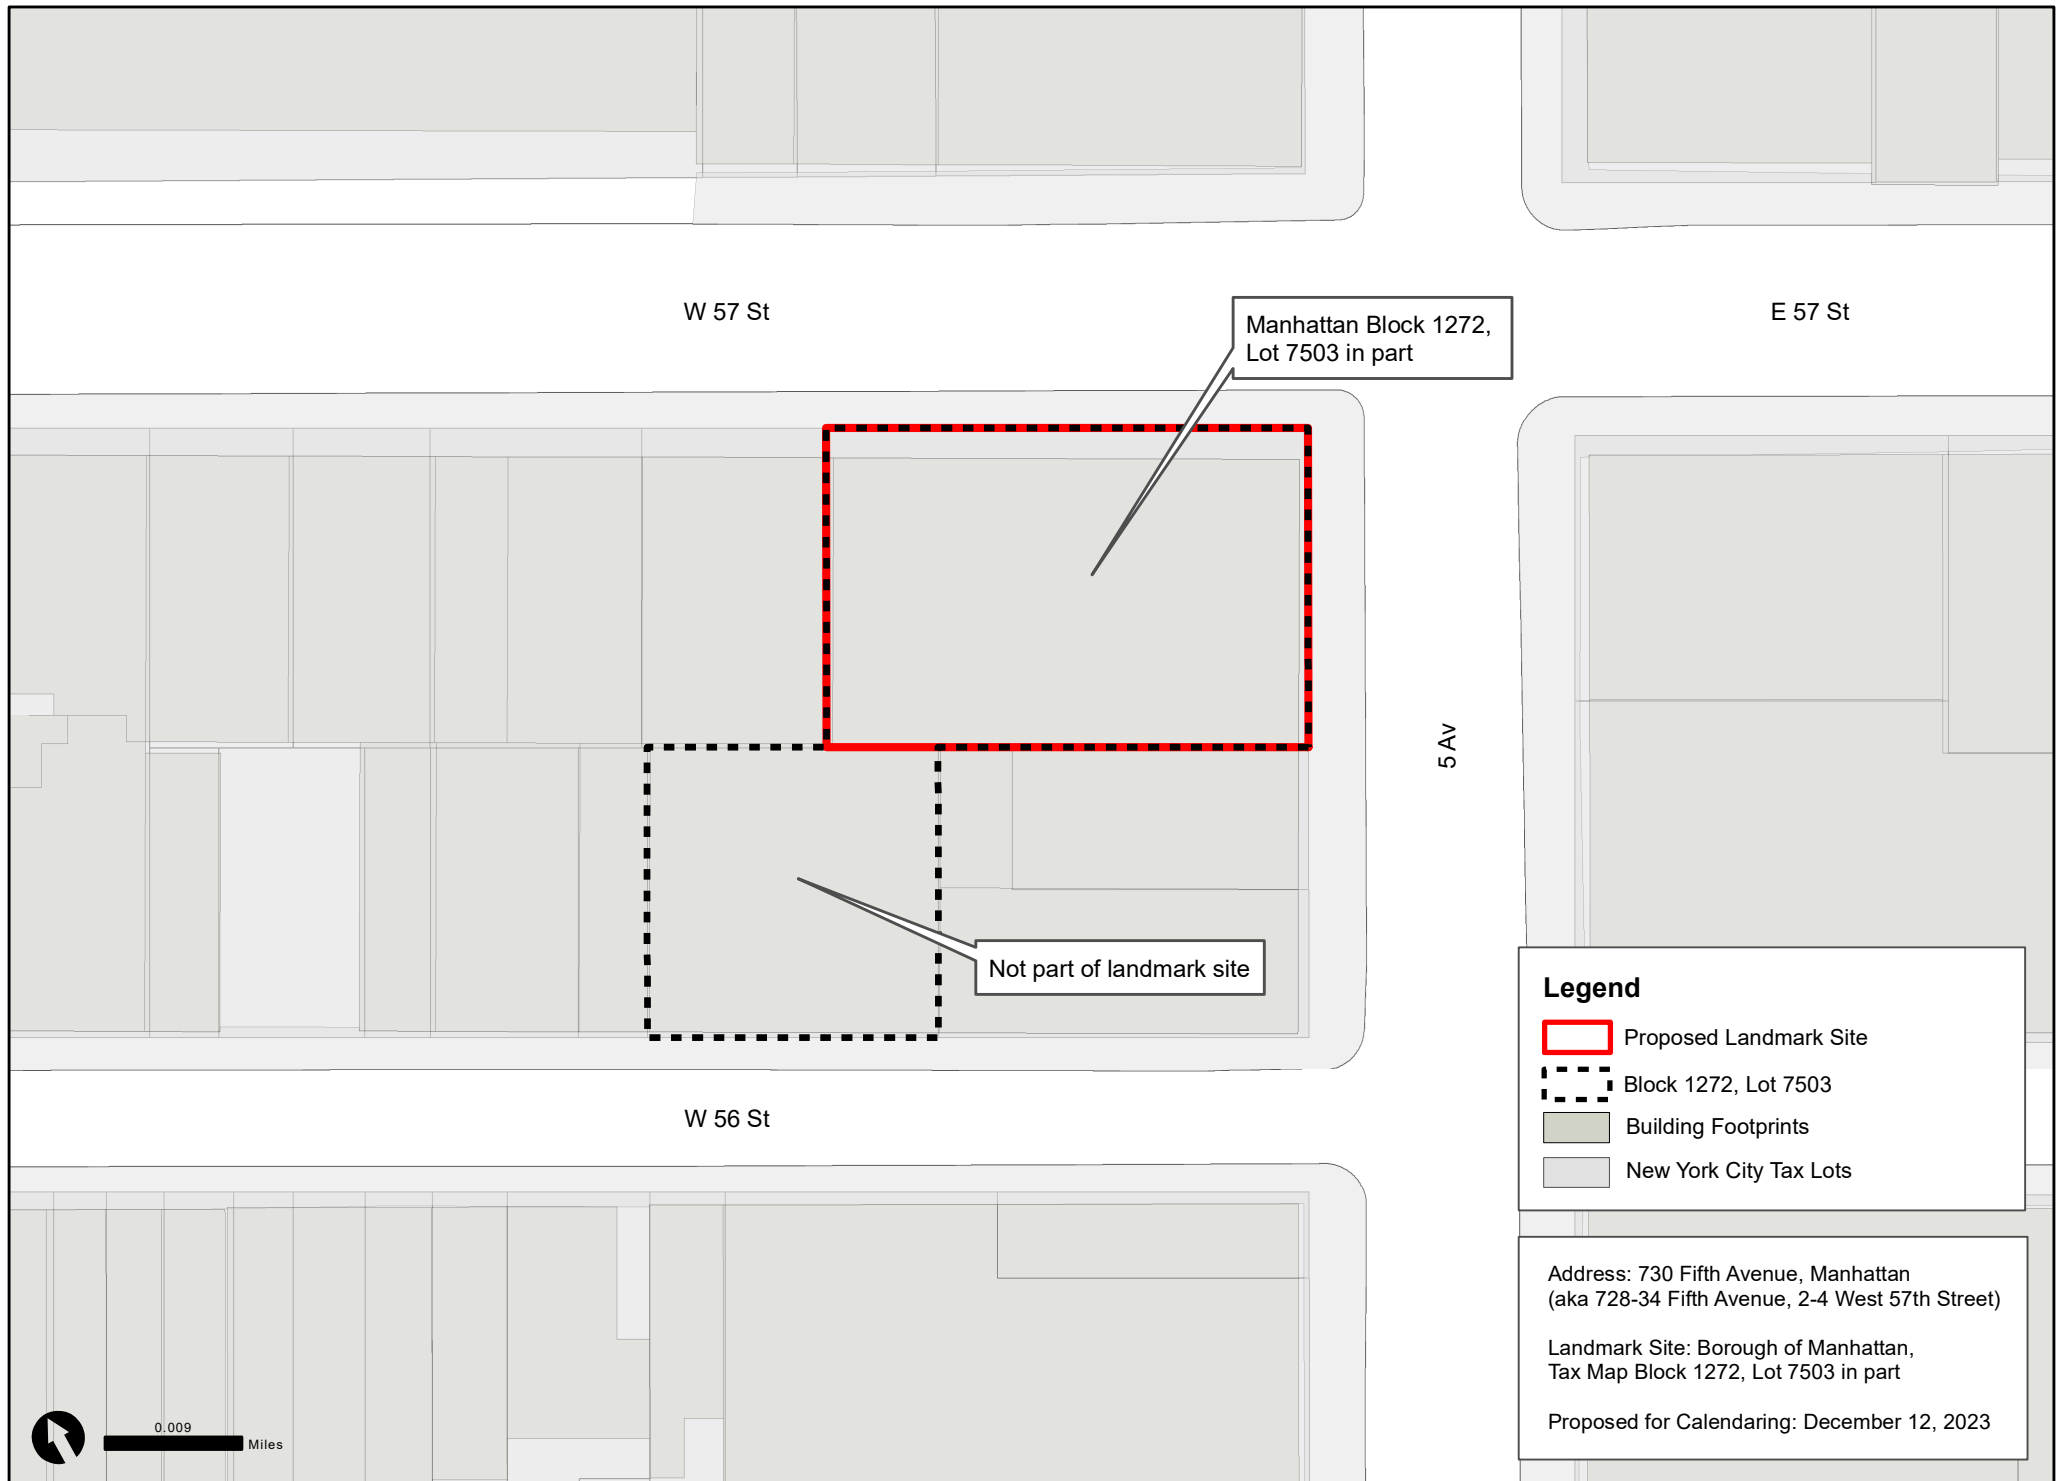 W 57 St
E 57 St
Manhattan Block 1272,
Lot 7503 in part
5 Av
Not part of landmark site
W 56 St
Legend
Proposed Landmark Site
Block 1272, Lot 7503
Building Footprints
New York City Tax Lots
Address: 730 Fifth Avenue, Manhattan
(aka 728-34 Fifth Avenue, 2-4 West 57th Street)
Landmark Site: Borough of Manhattan,
Tax Map Block 1272, Lot 7503 in part
Proposed for Calendaring: December 12, 2023
0.009
Miles